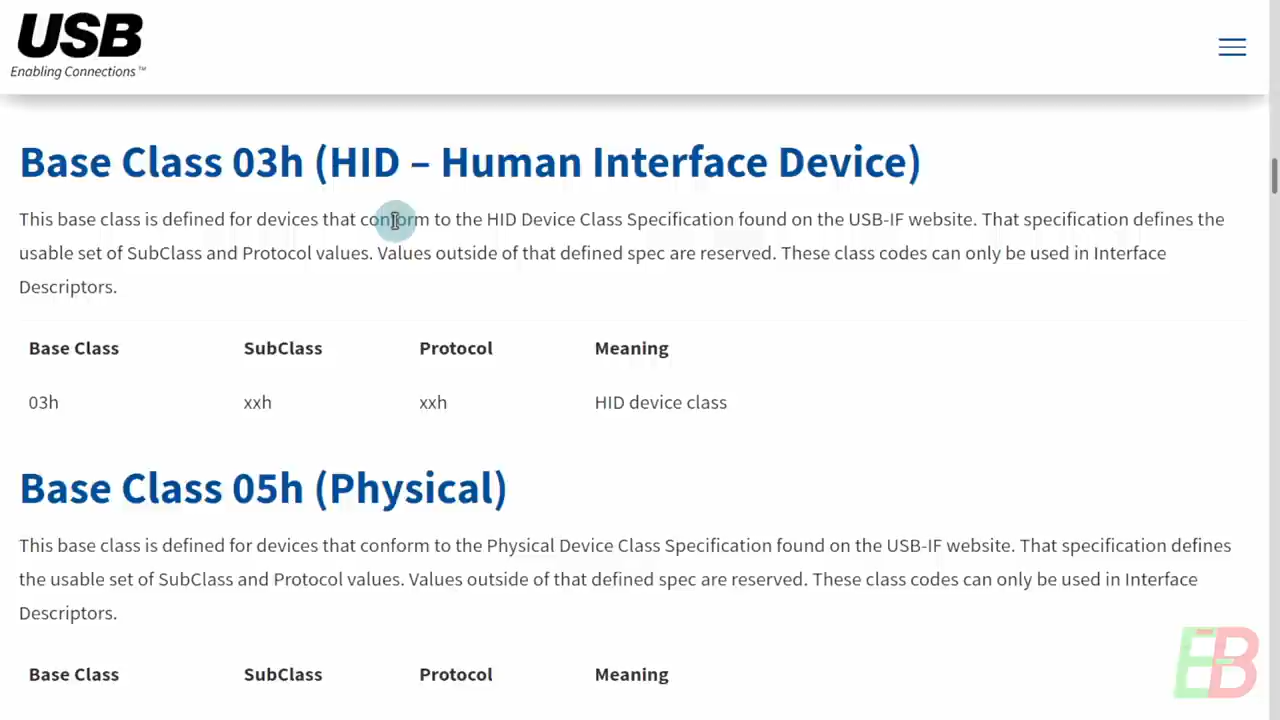 USB
Enabling Connections™
Base Class 03h (HID – Human Interface Device)
This base class is defined for devices that conform to the HID Device Class Specification found on the USB-IF website. That specification defines the
usable set of SubClass and Protocol values. Values outside of that defined spec are reserved. These class codes can only be used in Interface
Descriptors.
Base Class SubClass Protocol Meaning
03h xxh xxh HID device class
Base Class 05h (Physical)
This base class is defined for devices that conform to the Physical Device Class Specification found on the USB-IF website. That specification defines
the usable set of SubClass and Protocol values. Values outside of that defined spec are reserved. These class codes can only be used in Interface
Descriptors.
Base Class SubClass Protocol Meaning
EB